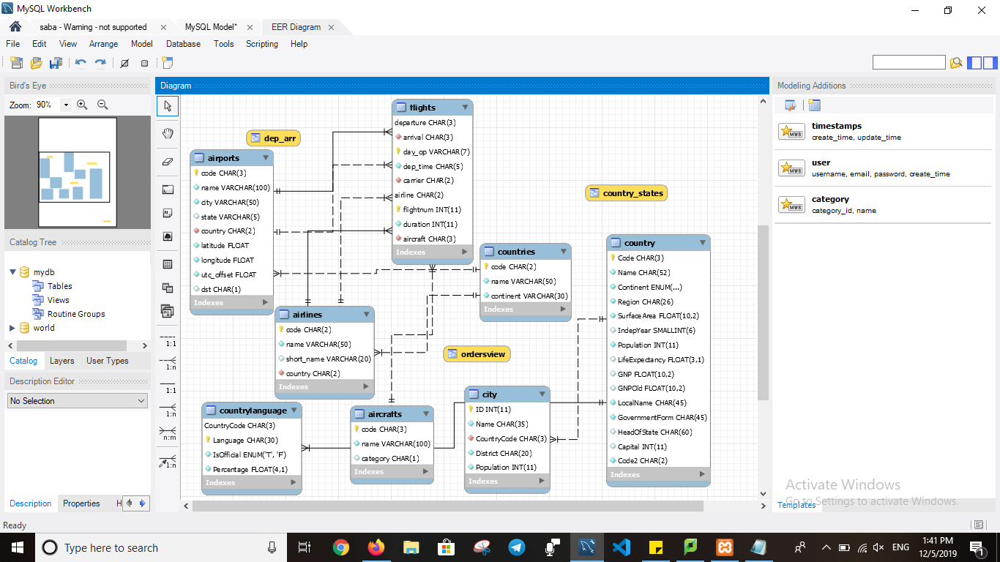 MySQL Workbench
saba - Warning - not supported
MySQL Model*
EER Diagram
File Edit View Arrange Model Database Tools Scripting Help
Bird's Eye
Zoom: 90%
Catalog Tree
mydb
Tables
Views
Routine Groups
world
Catalog Layers User Types
Description Editor
No Selection
Description Properties H
Ready
1:1
1:n
1:1
1:n
n:m
1:n
Diagram
dep_arr
airports
code CHAR(3)
name VARCHAR(100)
city VARCHAR(50)
state VARCHAR(5)
country CHAR(2)
latitude FLOAT
longitude FLOAT
utc_offset FLOAT
dst CHAR(1)
Indexes
flights
departure CHAR(3)
arrival CHAR(3)
day_op VARCHAR(7)
dep_time CHAR(5)
carrier CHAR(2)
airline CHAR(2)
flightnum INT(11)
duration INT(11)
aircraft CHAR(3)
Indexes
country_states
countries
code CHAR(2)
name VARCHAR(50)
continent VARCHAR(30)
Indexes
airlines
code CHAR(2)
name VARCHAR(50)
short_name VARCHAR(20)
country CHAR(2)
Indexes
ordersview
country
Code CHAR(3)
Name CHAR(52)
Continent ENUM(...)
Region CHAR(26)
SurfaceArea FLOAT(10,2)
IndepYear SMALLINT(6)
Population INT(11)
LifeExpectancy FLOAT(3,1)
GNP FLOAT(10,2)
GNPOld FLOAT(10,2)
LocalName CHAR(45)
GovernmentForm CHAR(45)
HeadOfState CHAR(60)
Capital INT(11)
Code2 CHAR(2)
Indexes
countrylanguage
CountryCode CHAR(3)
Language CHAR(30)
IsOfficial ENUM('T', 'F')
Percentage FLOAT(4,1)
Indexes
aircrafts
code CHAR(3)
name VARCHAR(100)
category CHAR(1)
Indexes
city
ID INT(11)
Name CHAR(35)
CountryCode CHAR(3)
District CHAR(20)
Population INT(11)
Indexes
Modeling Additions
MWB
timestamps
create_time, update_time
MWB
user
username, email, password, create_time
MWB
category
category_id, name
Activate Windows
Go to Settings to activate Windows.
Templates
Type here to search
ENG
1:41 PM
12/5/2019
1